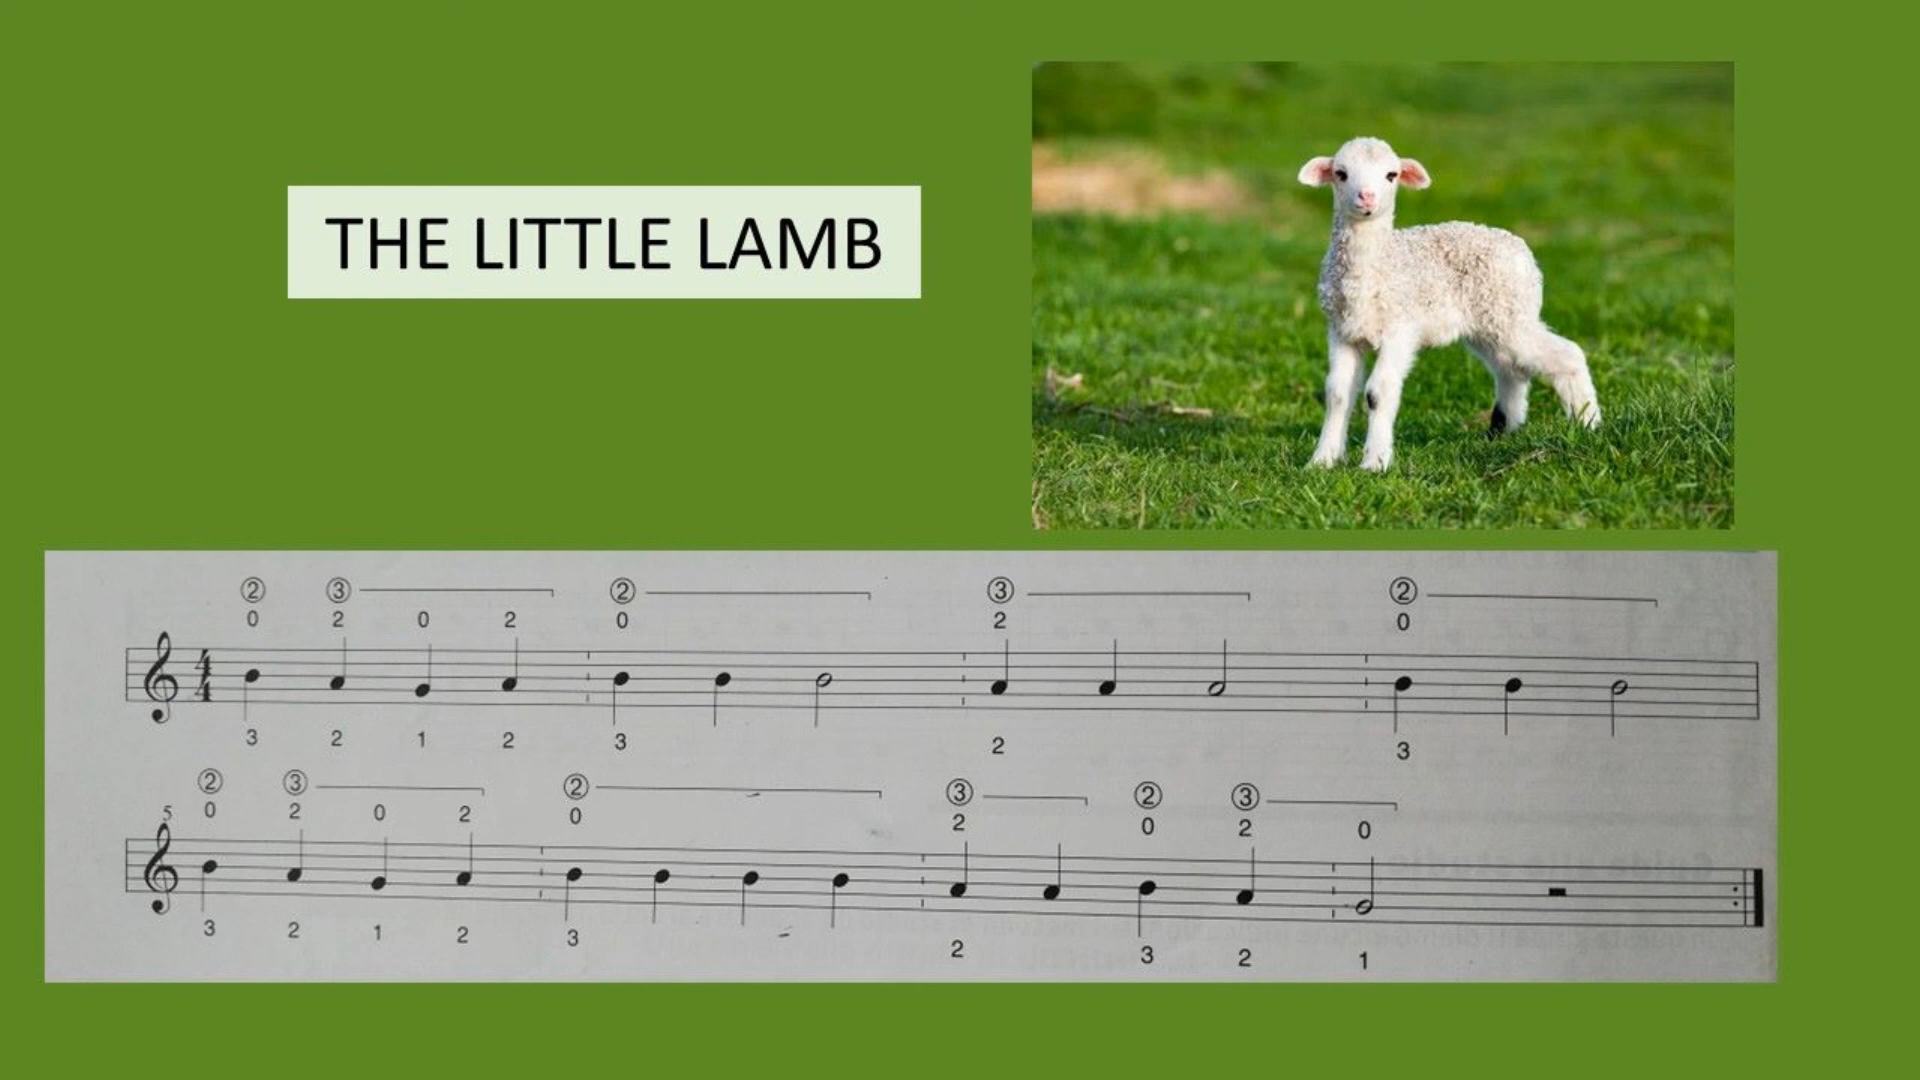 THE LITTLE LAMB
② ③ ② ③ ②
0 2 0 2 0 2 0
4
4
3 2 1 2 3 2 3
② ③ ② ③ ② ③
5 0 2 0 2 0 2 0 2 0
3 2 1 2 3 2 3 2 1